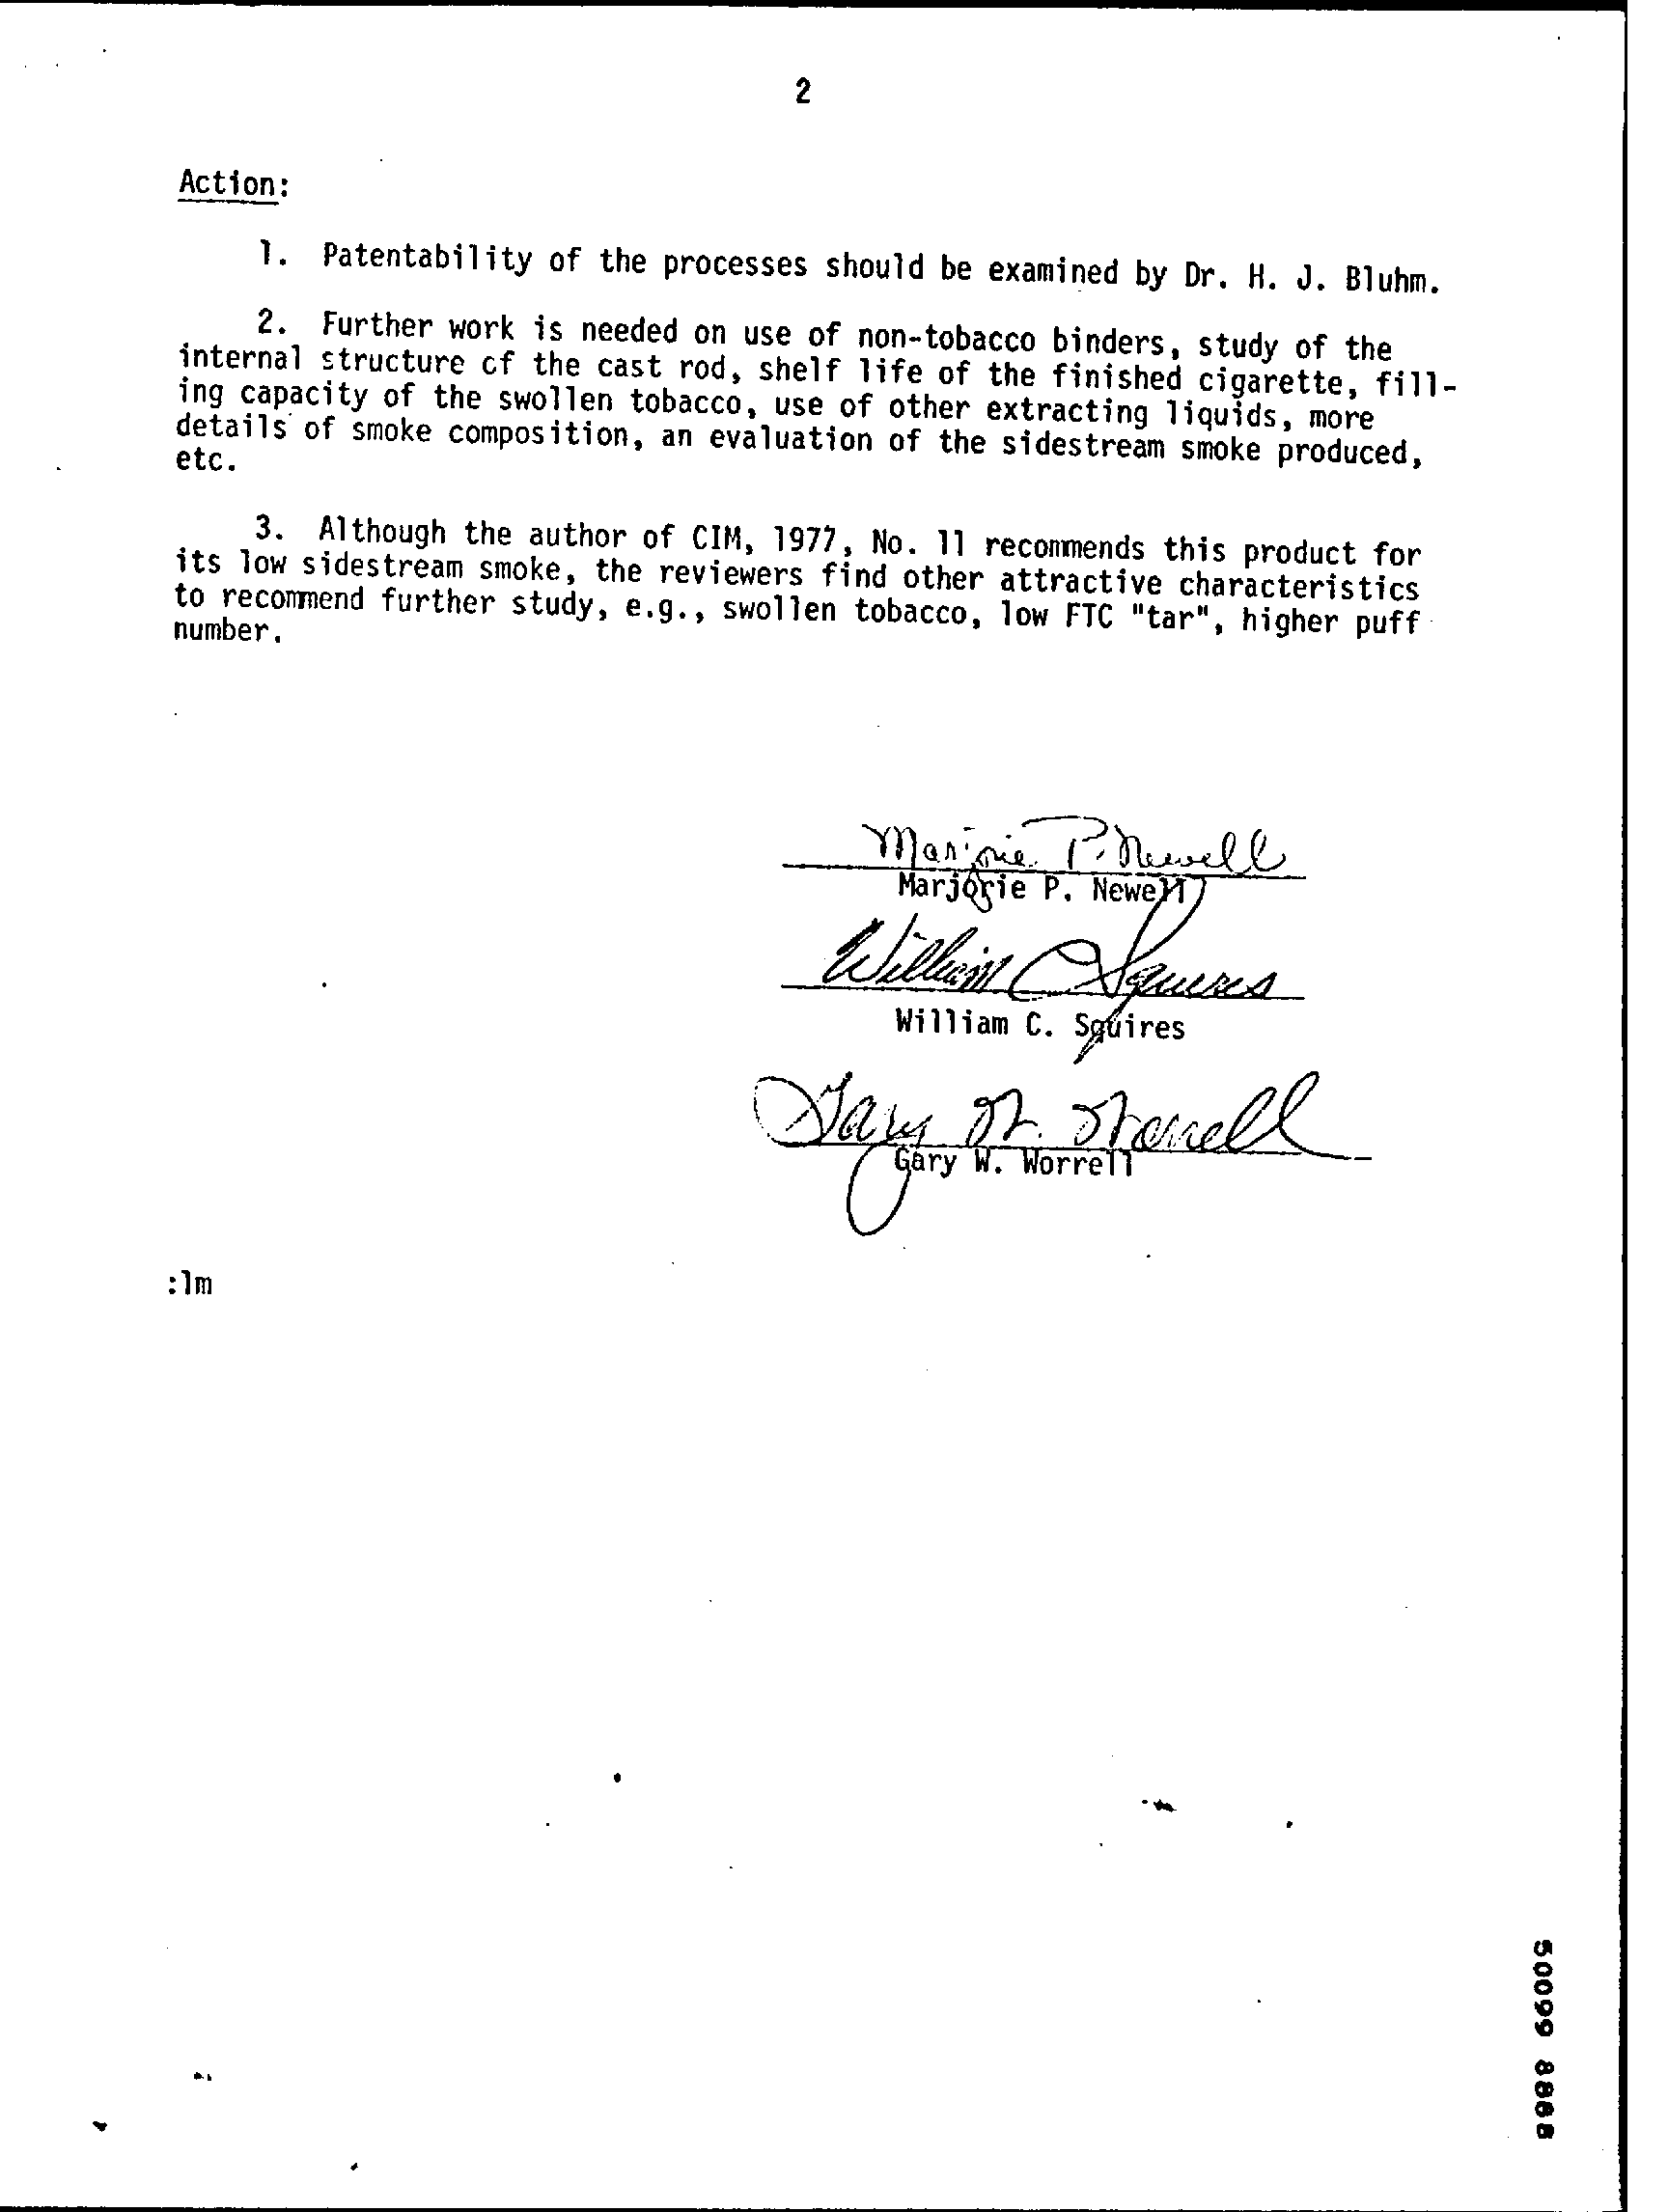 2
Action:
1. Patentability of the processes should be examined by Dr. H. J. Bluhm.
2. Further work is needed on use of non-tobacco binders, study of the
internal structure of the cast rod, shelf life of the finished cigarette, fill-
ing capacity of the swollen tobacco, use of other extracting liquids, more
details of smoke composition, an evaluation of the sidestream smoke produced,
etc.
3. Although the author of CIM, 1977, No. 11 recommends this product for
its low sidestream smoke, the reviewers find other attractive characteristics
to recommend further study, e.g., swollen tobacco, low FTC "tar", higher puff
number.
Marjorie P. Newell
Marjorie P. Newell
William C Squires
William C. Squires
Gary W. Worrell
Gary W. Worrell
:lm
50099 8868